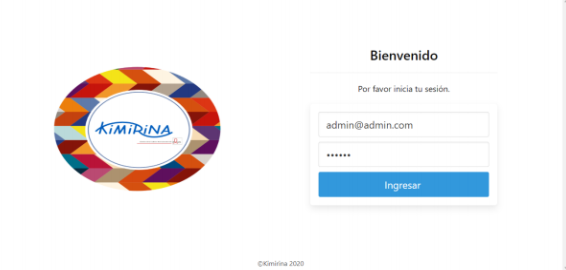 KiMiRiNA
Bienvenido
Por favor inicia tu sesión.
admin@admin.com
••••••
Ingresar
©Kimirina 2020